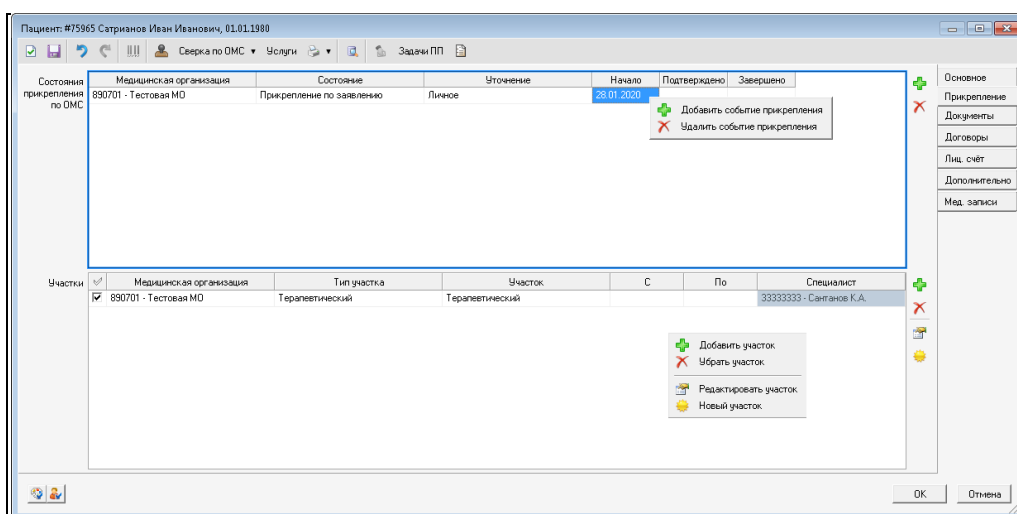 Пациент: #75965 Сатрианов Иван Иванович, 01.01.1980
Сверка по ОМС Услуги Задачи ПП
Состояния прикрепления по ОМС
Медицинская организация Состояние Уточнение Начало Подтверждено Завершено
890701 - Тестовая МО Прикрепление по заявлению Личное 28.01.2020
Добавить событие прикрепления
Удалить событие прикрепления
Основное
Прикрепление
Документы
Договоры
Лиц. счёт
Дополнительно
Мед. записи
Участки
Медицинская организация Тип участка Участок С По Специалист
890701 - Тестовая МО Терапевтический Терапевтический 33333333 - Сантанов К.А.
Добавить участок
Убрать участок
Редактировать участок
Новый участок
OK Отмена